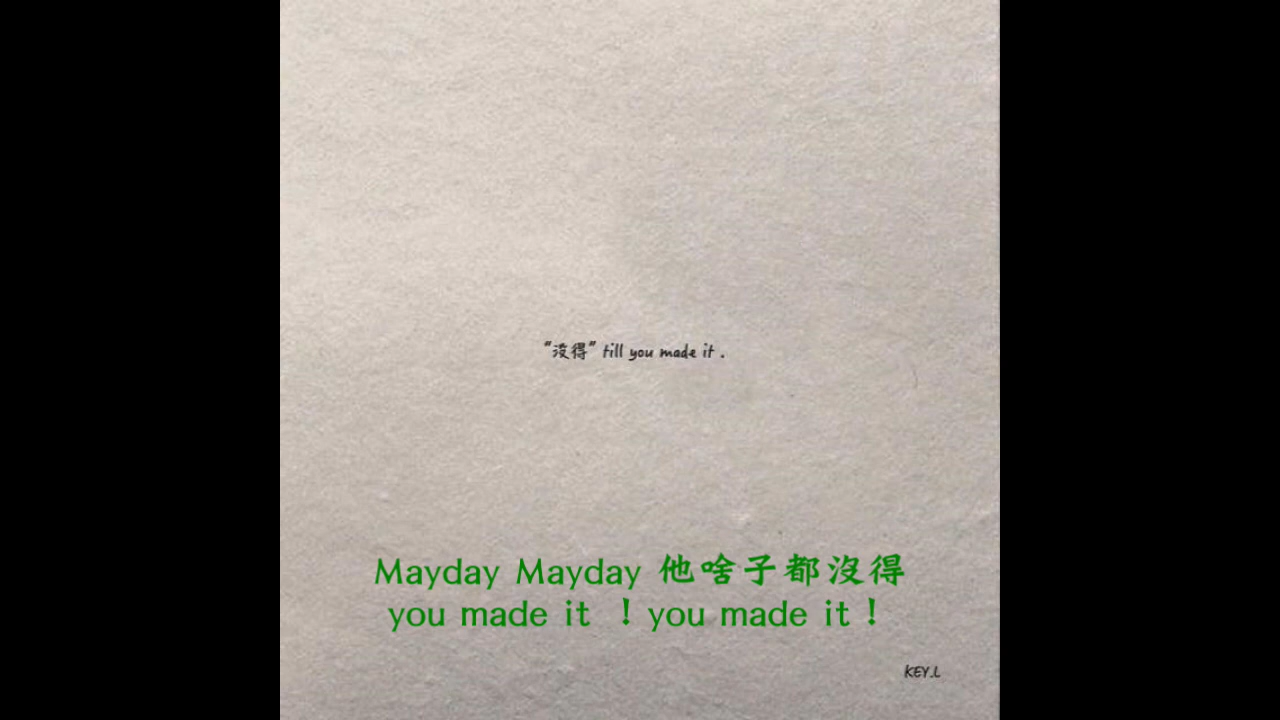 "没得" till you made it .
Mayday Mayday 他啥子都沒得
you made it ！you made it！
KEY.L